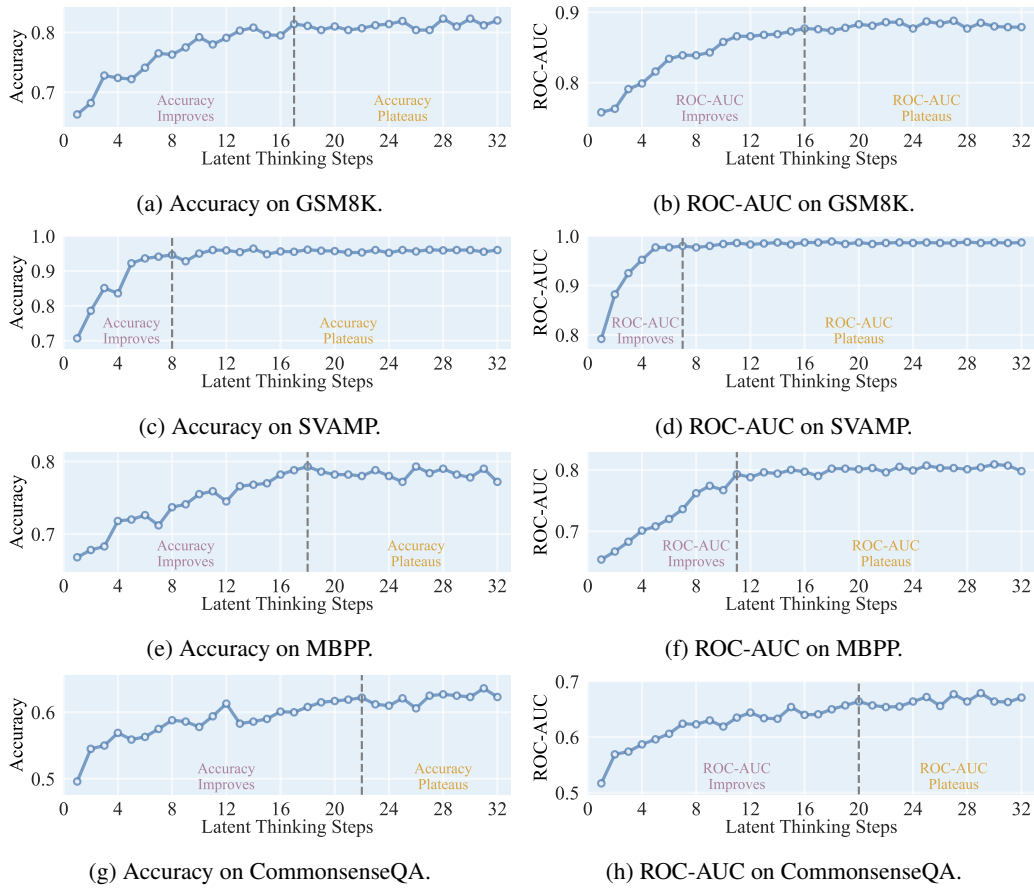 Accuracy
0.8
0.7
Accuracy
Improves
Accuracy
Plateaus
0 4 8 12 16 20 24 28 32
Latent Thinking Steps
(a) Accuracy on GSM8K.
ROC-AUC
0.9
0.8
ROC-AUC
Improves
ROC-AUC
Plateaus
0 4 8 12 16 20 24 28 32
Latent Thinking Steps
(b) ROC-AUC on GSM8K.
Accuracy
1.0
0.9
0.8
0.7
Accuracy
Improves
Accuracy
Plateaus
0 4 8 12 16 20 24 28 32
Latent Thinking Steps
(c) Accuracy on SVAMP.
ROC-AUC
1.0
0.9
0.8
ROC-AUC
Improves
ROC-AUC
Plateaus
0 4 8 12 16 20 24 28 32
Latent Thinking Steps
(d) ROC-AUC on SVAMP.
Accuracy
0.8
0.7
Accuracy
Improves
Accuracy
Plateaus
0 4 8 12 16 20 24 28 32
Latent Thinking Steps
(e) Accuracy on MBPP.
ROC-AUC
0.8
0.7
ROC-AUC
Improves
ROC-AUC
Plateaus
0 4 8 12 16 20 24 28 32
Latent Thinking Steps
(f) ROC-AUC on MBPP.
Accuracy
0.6
0.5
Accuracy
Improves
Accuracy
Plateaus
0 4 8 12 16 20 24 28 32
Latent Thinking Steps
(g) Accuracy on CommonsenseQA.
ROC-AUC
0.7
0.6
0.5
ROC-AUC
Improves
ROC-AUC
Plateaus
0 4 8 12 16 20 24 28 32
Latent Thinking Steps
(h) ROC-AUC on CommonsenseQA.